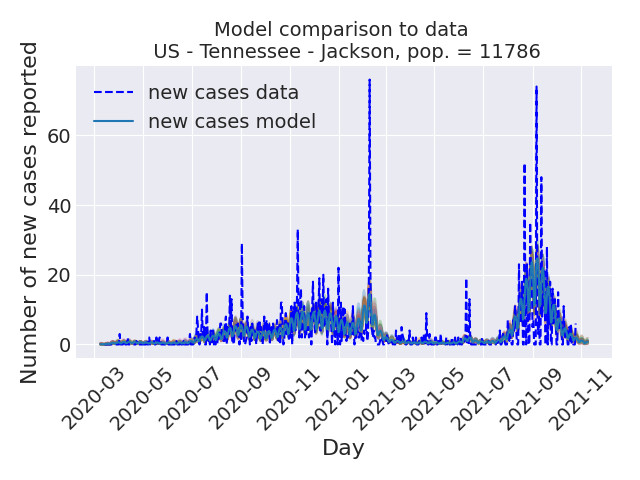 Model comparison to data
US - Tennessee - Jackson, pop. = 11786
Number of new cases reported
60
40
20
0
new cases data
new cases model
2020-03
2020-05
2020-07
2020-09
2020-11
2021-01
2021-03
2021-05
2021-07
2021-09
2021-11
Day